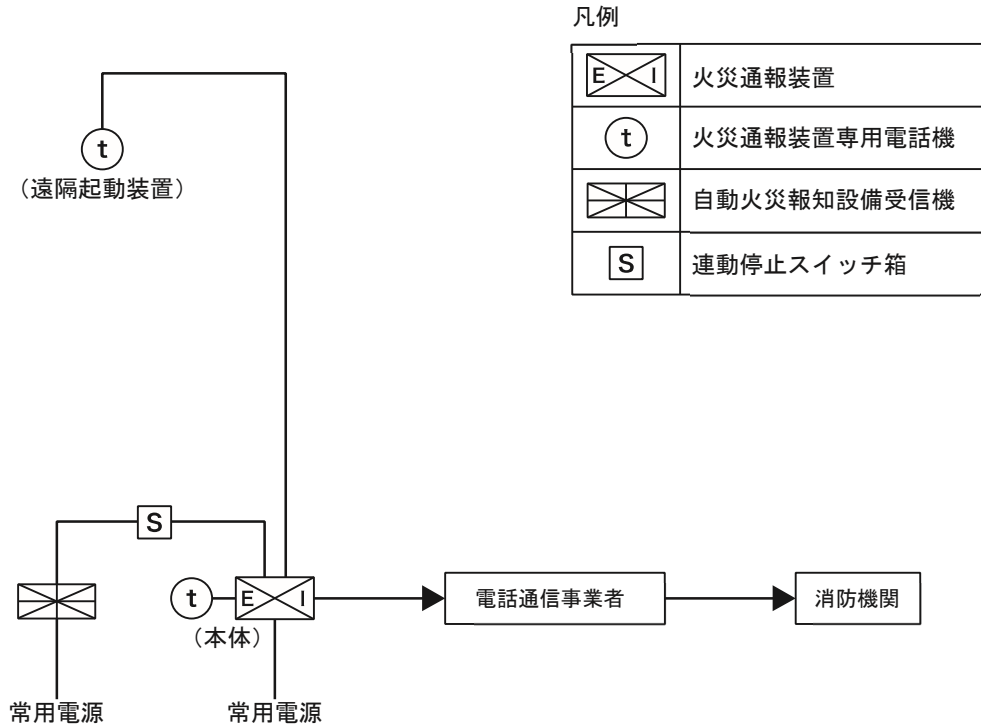 凡例
E I 火災通報装置
t 火災通報装置専用電話機
自動火災報知設備受信機
S 連動停止スイッチ箱
t
（遠隔起動装置）
S
t E I
（本体）
電話通信事業者
消防機関
常用電源
常用電源